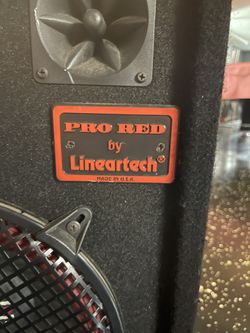 PRO RED
by
Lineartech®
MADE IN U.S.A.